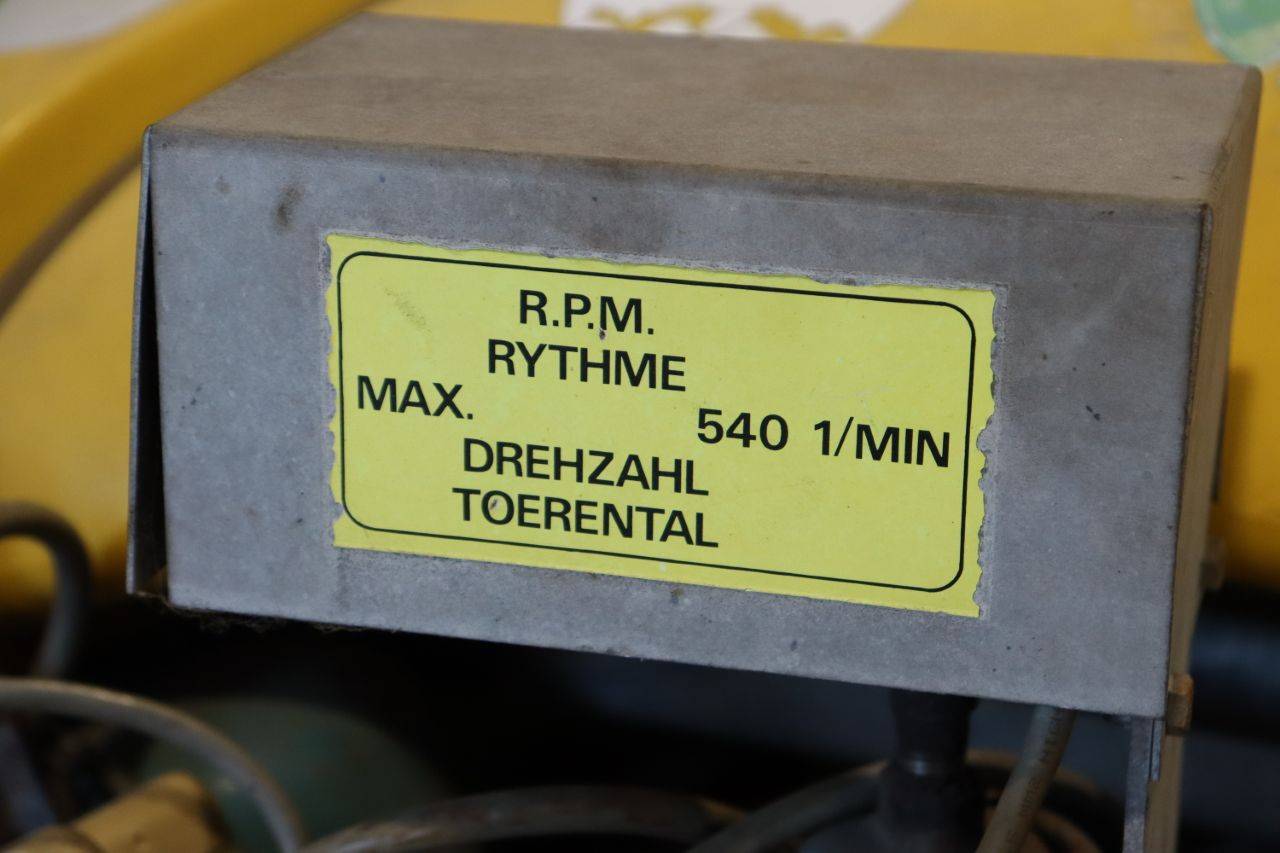 R.P.M.
RYTHME
MAX.
540 1/MIN
DREHZAHL
TOERENTAL